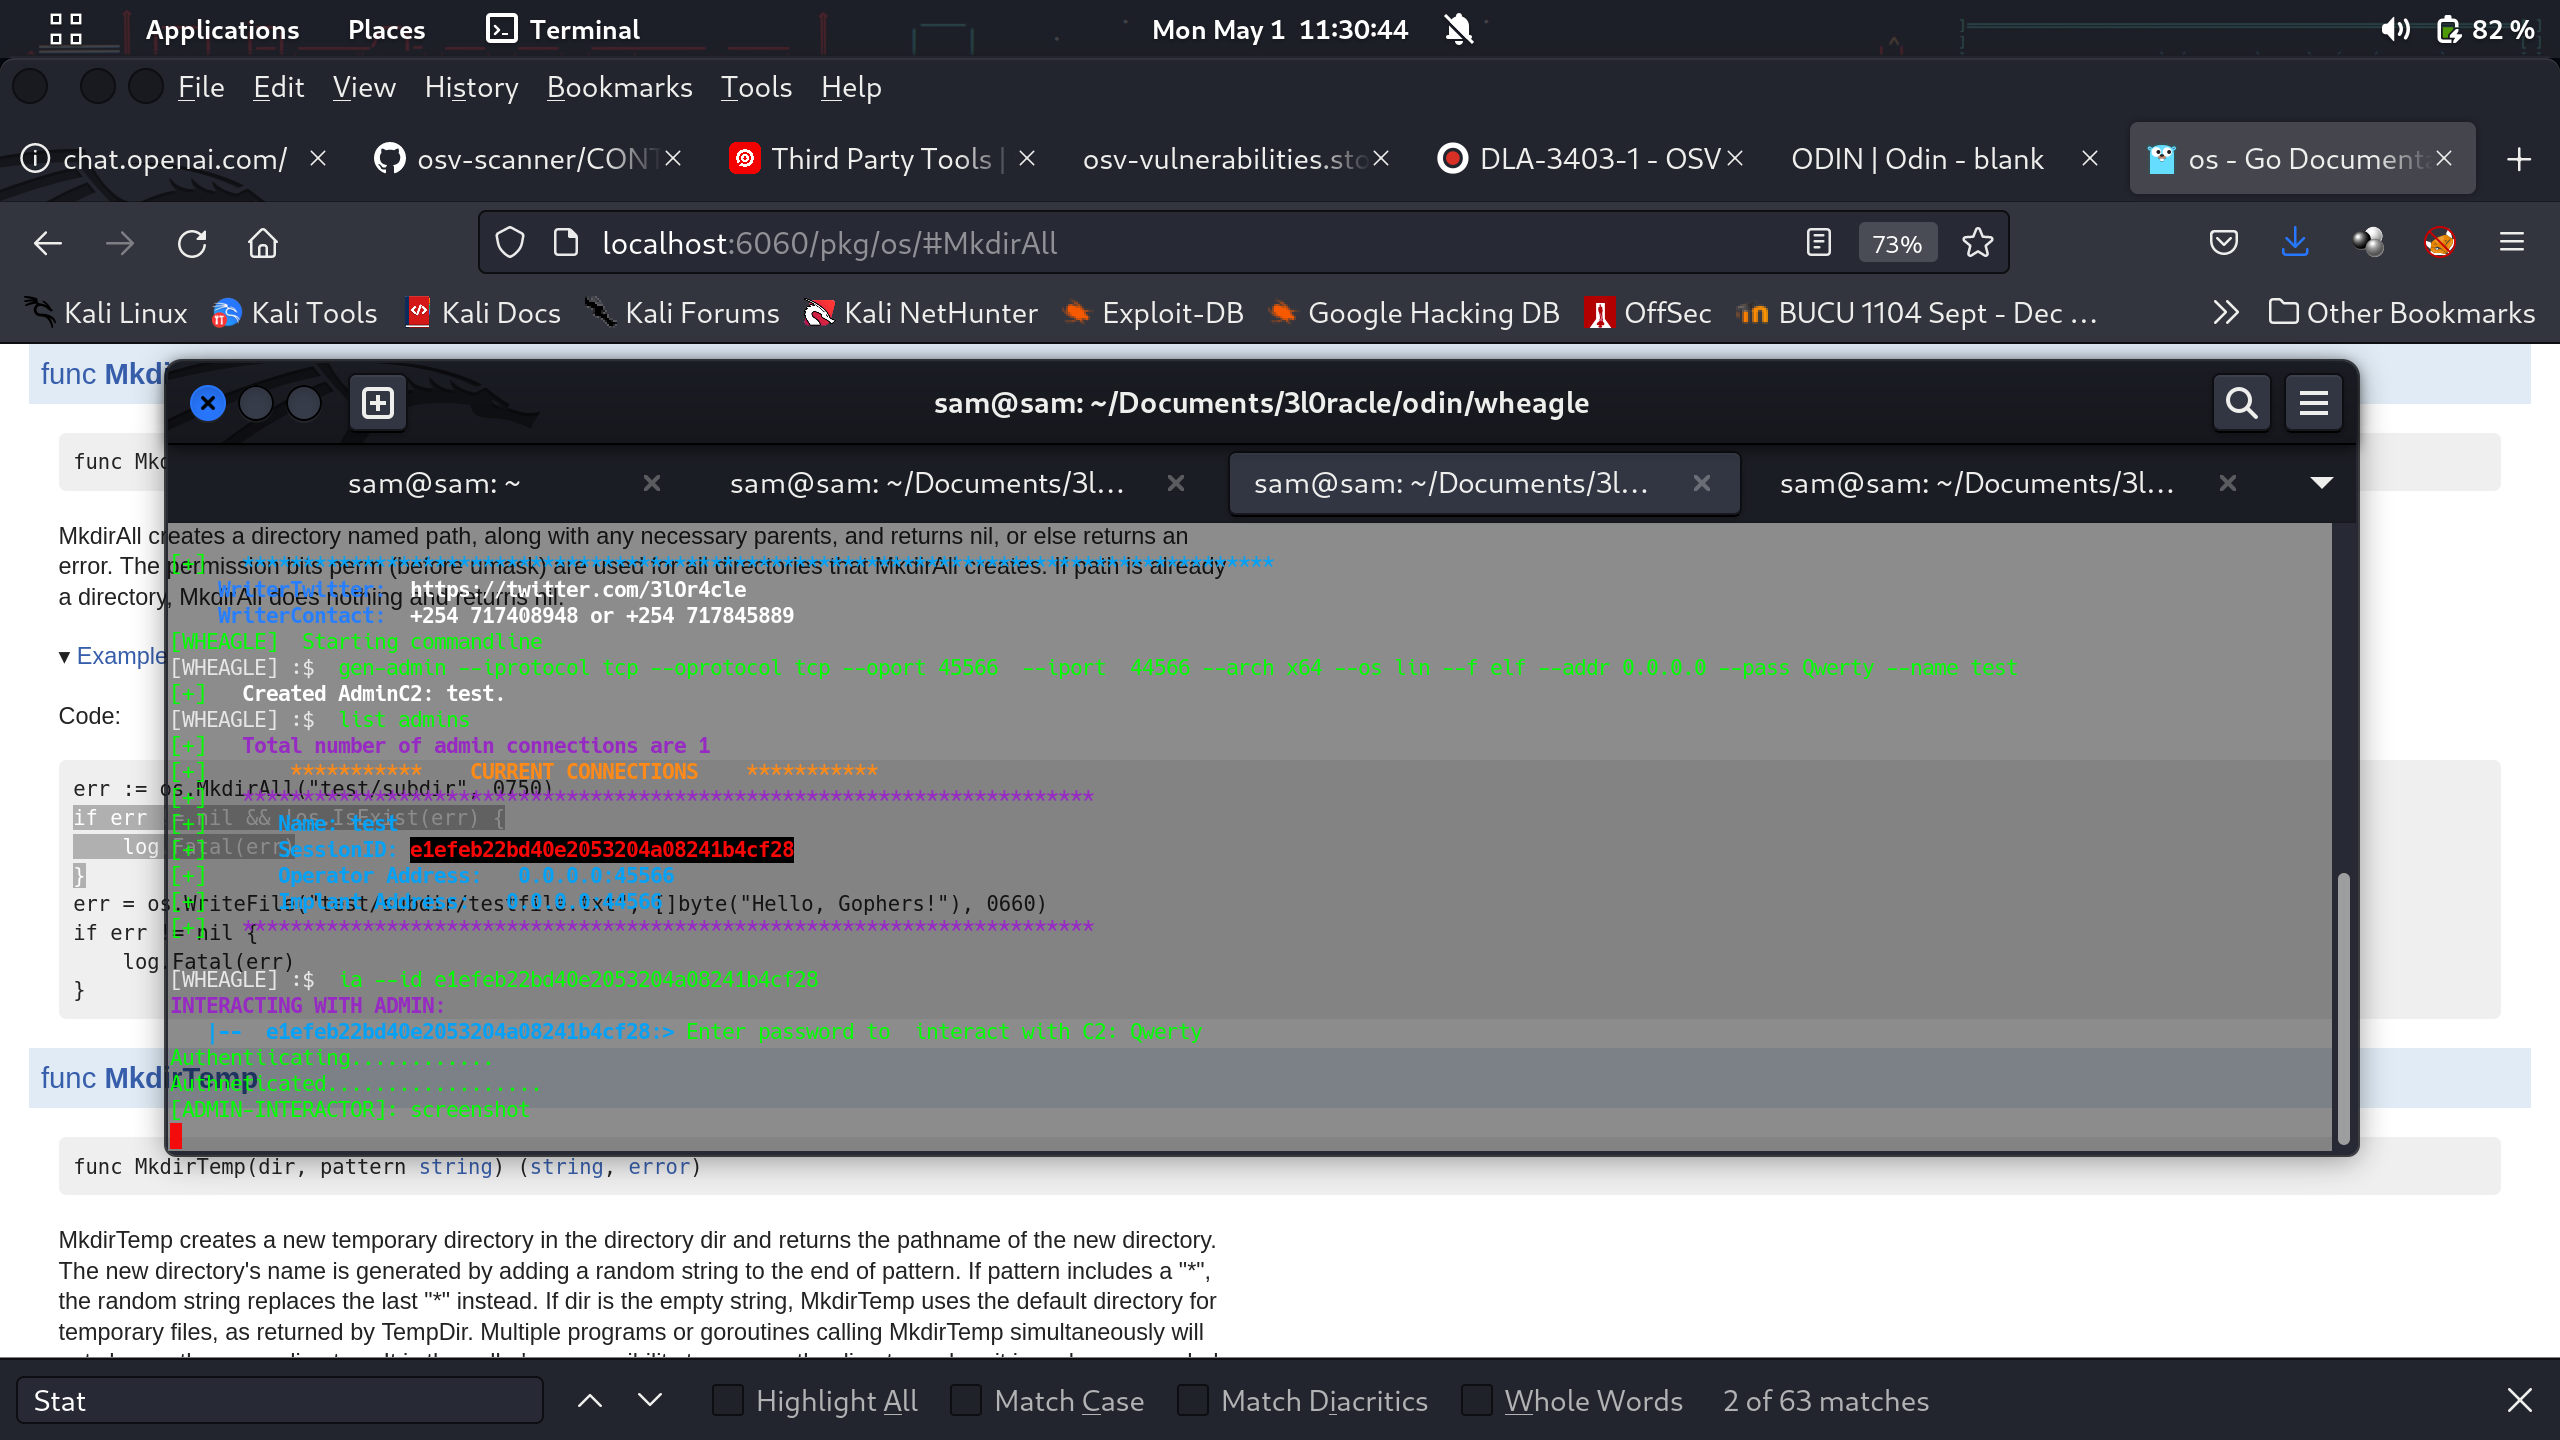 Applications Places Terminal Mon May 1 11:30:44 82 %
File Edit View History Bookmarks Tools Help
chat.openai.com/ osv-scanner/CONT Third Party Tools | osv-vulnerabilities.sto DLA-3403-1 - OSV ODIN | Odin - blank os - Go Documenta
localhost:6060/pkg/os/#MkdirAll 73%
Kali Linux Kali Tools Kali Docs Kali Forums Kali NetHunter Exploit-DB Google Hacking DB OffSec BUCU 1104 Sept - Dec … Other Bookmarks
func Mkdi
sam@sam: ~/Documents/3l0racle/odin/wheagle
func Mkd
sam@sam: ~ sam@sam: ~/Documents/3l… sam@sam: ~/Documents/3l… sam@sam: ~/Documents/3l…
MkdirAll creates a directory named path, along with any necessary parents, and returns nil, or else returns an
error. The permission bits perm (before umask) are used for all directories that MkdirAll creates. If path is already
a directory, MkdirAll does nothing and returns nil.
[+] **************************************************************************************
WriterTwitter: https://twitter.com/3lOr4cle
WriterContact: +254 717408948 or +254 717845889
[WHEAGLE] Starting commandline
[WHEAGLE] :$ gen-admin --iprotocol tcp --oprotocol tcp --oport 45566 --iport 44566 --arch x64 --os lin --f elf --addr 0.0.0.0 --pass Qwerty --name test
[+] Created AdminC2: test.
[WHEAGLE] :$ list admins
[+] Total number of admin connections are 1
[+] *********** CURRENT CONNECTIONS ***********
[+] ***********************************************************************
[+] Name: test
[+] SessionID: e1efeb22bd40e2053204a08241b4cf28
[+] Operator Address: 0.0.0.0:45566
[+] Implant Address: 0.0.0.0:44566
[+] ***********************************************************************
[WHEAGLE] :$ ia --id e1efeb22bd40e2053204a08241b4cf28
INTERACTING WITH ADMIN:
|-- e1efeb22bd40e2053204a08241b4cf28:> Enter password to interact with C2: Qwerty
Authentiicating............
Authneticated..................
[ADMIN-INTERACTOR]: screenshot
▾ Example
Code:
err := os.MkdirAll("test/subdir", 0750)
if err != nil && !os.IsExist(err) {
log.Fatal(err)
}
err = os.WriteFile("test/subdir/testfile.txt", []byte("Hello, Gophers!"), 0660)
if err != nil {
log.Fatal(err)
}
func MkdirTemp
func MkdirTemp(dir, pattern string) (string, error)
MkdirTemp creates a new temporary directory in the directory dir and returns the pathname of the new directory.
The new directory's name is generated by adding a random string to the end of pattern. If pattern includes a "*",
the random string replaces the last "*" instead. If dir is the empty string, MkdirTemp uses the default directory for
temporary files, as returned by TempDir. Multiple programs or goroutines calling MkdirTemp simultaneously will
Stat Highlight All Match Case Match Diacritics Whole Words 2 of 63 matches